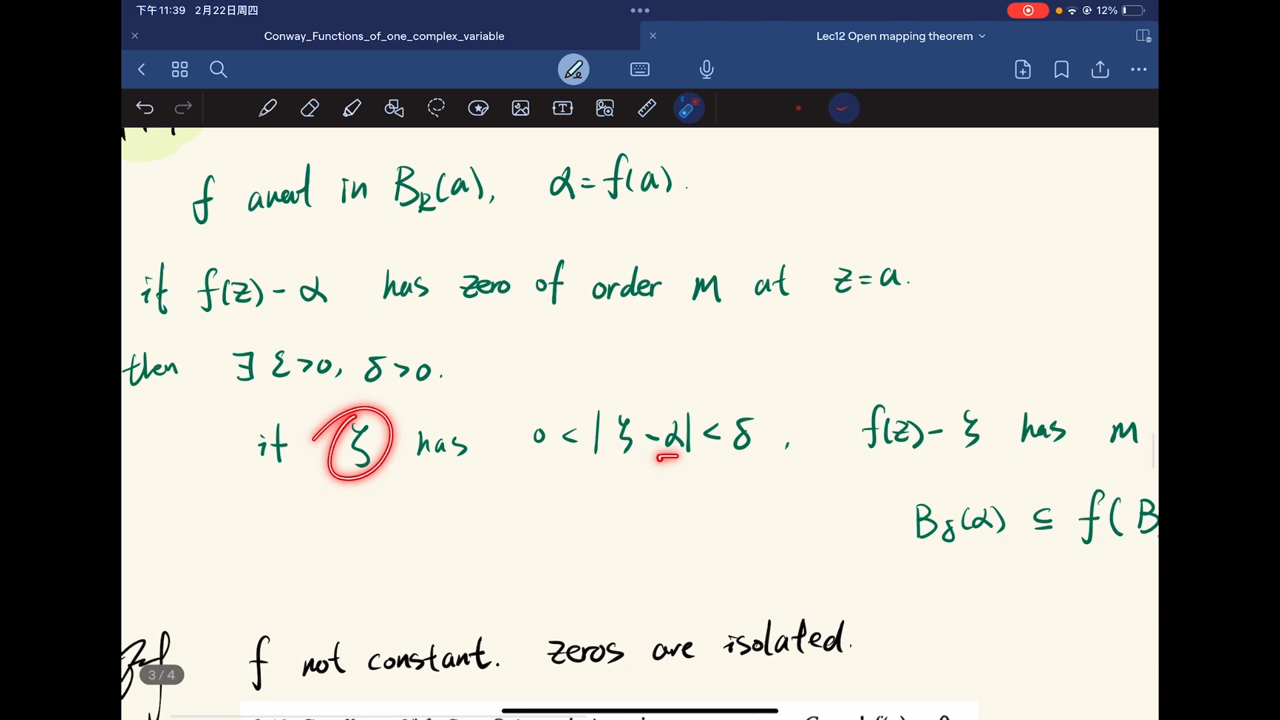 下午11:39 2月22日周四
12%
Conway_Functions_of_one_complex_variable
Lec12 Open mapping theorem
f anal in B_R(a), α = f(a).
if f(z) - α has zero of order m at z = a.
then ∃ ε > 0, δ > 0.
if ζ has 0 < | ζ - α | < δ , f(z) - ζ has m
B_δ(α) ⊆ f( B
f not constant. zeros are isolated.
3/4